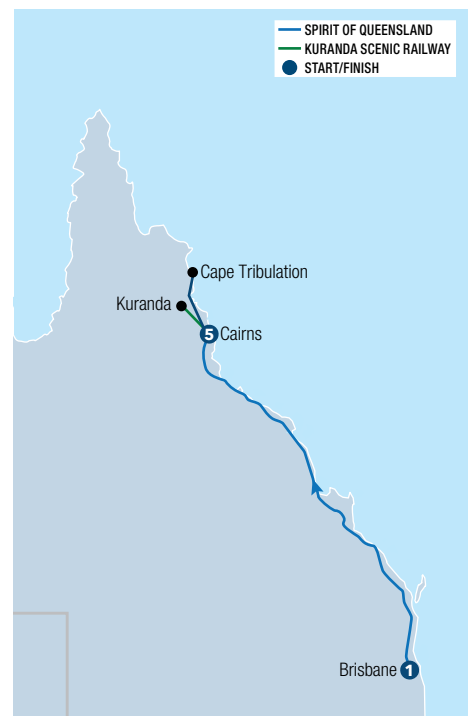 SPIRIT OF QUEENSLAND
KURANDA SCENIC RAILWAY
START/FINISH
Cape Tribulation
Kuranda
5 Cairns
Brisbane 1